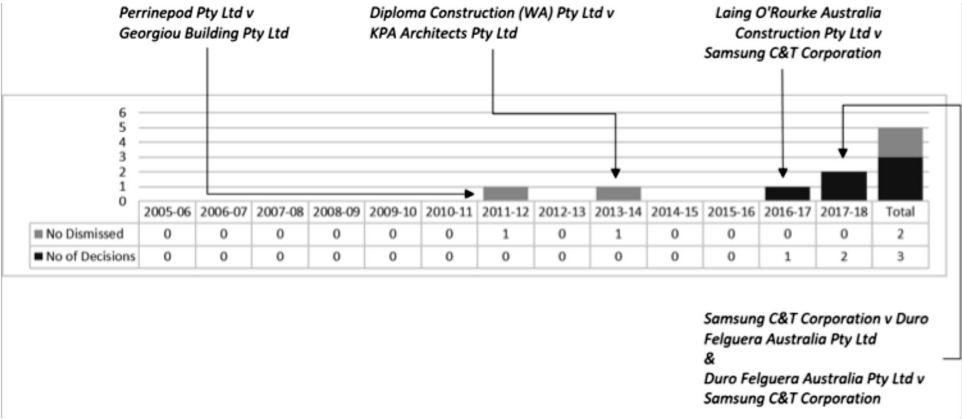 Perrinepod Pty Ltd v
Georgiou Building Pty Ltd
Diploma Construction (WA) Pty Ltd v
KPA Architects Pty Ltd
Laing O'Rourke Australia
Construction Pty Ltd v
Samsung C&T Corporation
6
5
4
3
2
1
0
2005-06 2006-07 2007-08 2008-09 2009-10 2010-11 2011-12 2012-13 2013-14 2014-15 2015-16 2016-17 2017-18 Total
No Dismissed 0 0 0 0 0 0 1 0 1 0 0 0 0 2
No of Decisions 0 0 0 0 0 0 0 0 0 0 0 1 2 3
Samsung C&T Corporation v Duro
Felguera Australia Pty Ltd
&
Duro Felguera Australia Pty Ltd v
Samsung C&T Corporation